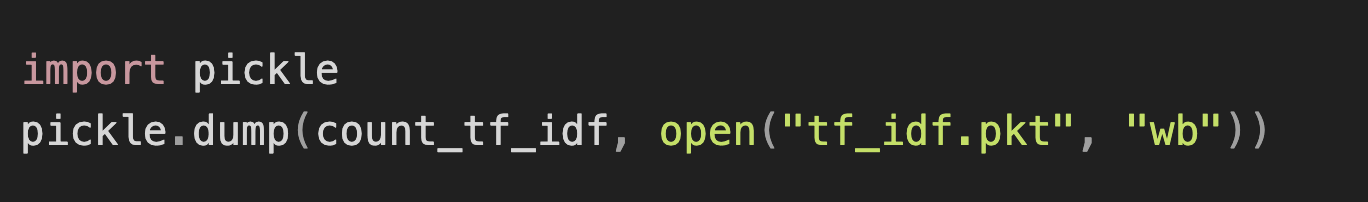 import pickle
pickle.dump(count_tf_idf, open("tf_idf.pkt", "wb"))